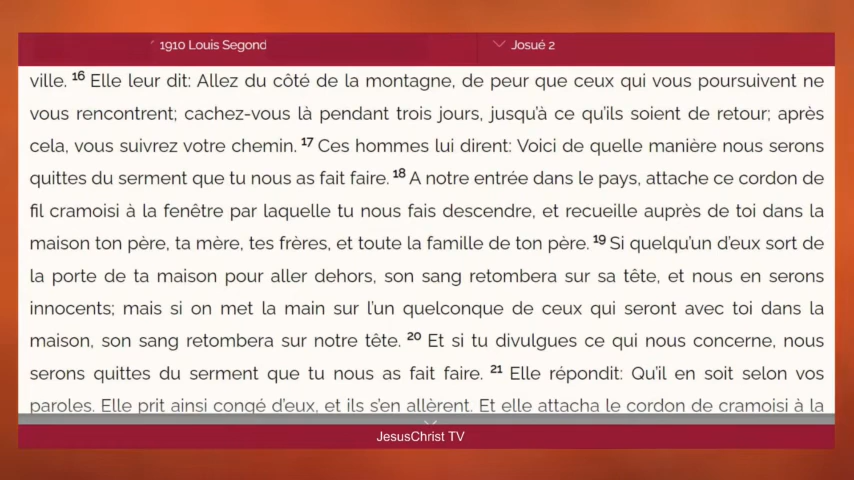 1910 Louis Segond
Josué 2
ville. 16 Elle leur dit: Allez du côté de la montagne, de peur que ceux qui vous poursuivent ne
vous rencontrent; cachez-vous là pendant trois jours, jusqu'à ce qu'ils soient de retour; après
cela, vous suivrez votre chemin. 17 Ces hommes lui dirent: Voici de quelle manière nous serons
quittes du serment que tu nous as fait faire. 18 A notre entrée dans le pays, attache ce cordon de
fil cramoisi à la fenêtre par laquelle tu nous fais descendre, et recueille auprès de toi dans la
maison ton père, ta mère, tes frères, et toute la famille de ton père. 19 Si quelqu'un d'eux sort de
la porte de ta maison pour aller dehors, son sang retombera sur sa tête, et nous en serons
innocents; mais si on met la main sur l'un quelconque de ceux qui seront avec toi dans la
maison, son sang retombera sur notre tête. 20 Et si tu divulgues ce qui nous concerne, nous
serons quittes du serment que tu nous as fait faire. 21 Elle répondit: Qu'il en soit selon vos
paroles. Elle prit ainsi congé d'eux, et ils s'en allèrent. Et elle attacha le cordon de cramoisi à la
JesusChrist TV